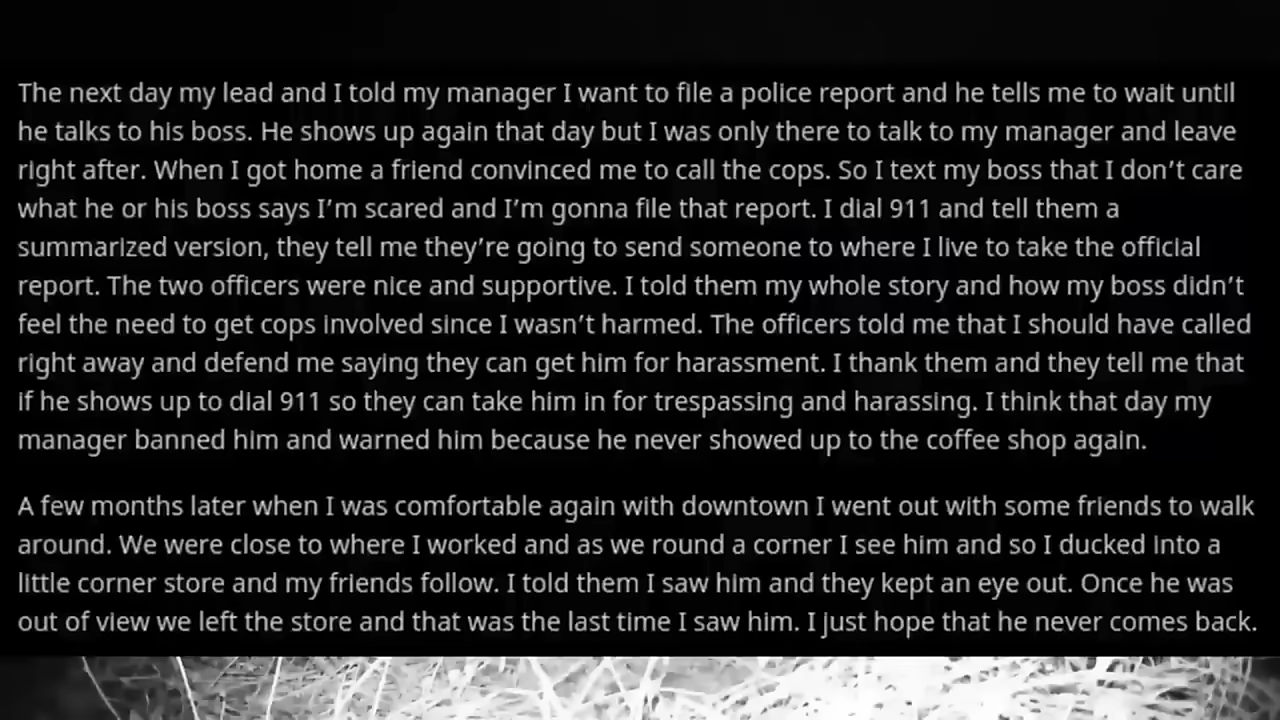 The next day my lead and I told my manager I want to file a police report and he tells me to wait until
he talks to his boss. He shows up again that day but I was only there to talk to my manager and leave
right after. When I got home a friend convinced me to call the cops. So I text my boss that I don’t care
what he or his boss says I’m scared and I’m gonna file that report. I dial 911 and tell them a
summarized version, they tell me they’re going to send someone to where I live to take the official
report. The two officers were nice and supportive. I told them my whole story and how my boss didn’t
feel the need to get cops involved since I wasn’t harmed. The officers told me that I should have called
right away and defend me saying they can get him for harassment. I thank them and they tell me that
if he shows up to dial 911 so they can take him in for trespassing and harassing. I think that day my
manager banned him and warned him because he never showed up to the coffee shop again.
A few months later when I was comfortable again with downtown I went out with some friends to walk
around. We were close to where I worked and as we round a corner I see him and so I ducked into a
little corner store and my friends follow. I told them I saw him and they kept an eye out. Once he was
out of view we left the store and that was the last time I saw him. I just hope that he never comes back.